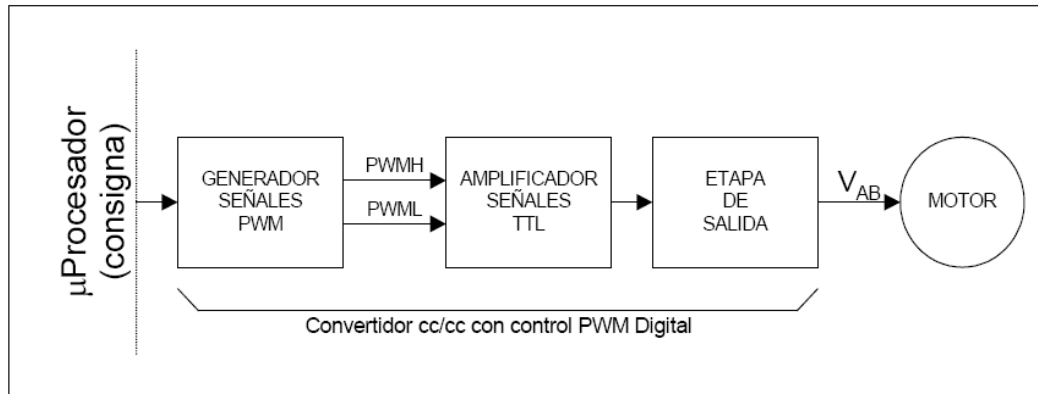 μProcesador
(consigna)
GENERADOR
SEÑALES
PWM
PWMH
PWML
AMPLIFICADOR
SEÑALES
TTL
ETAPA
DE
SALIDA
VAB
MOTOR
Convertidor cc/cc con control PWM Digital